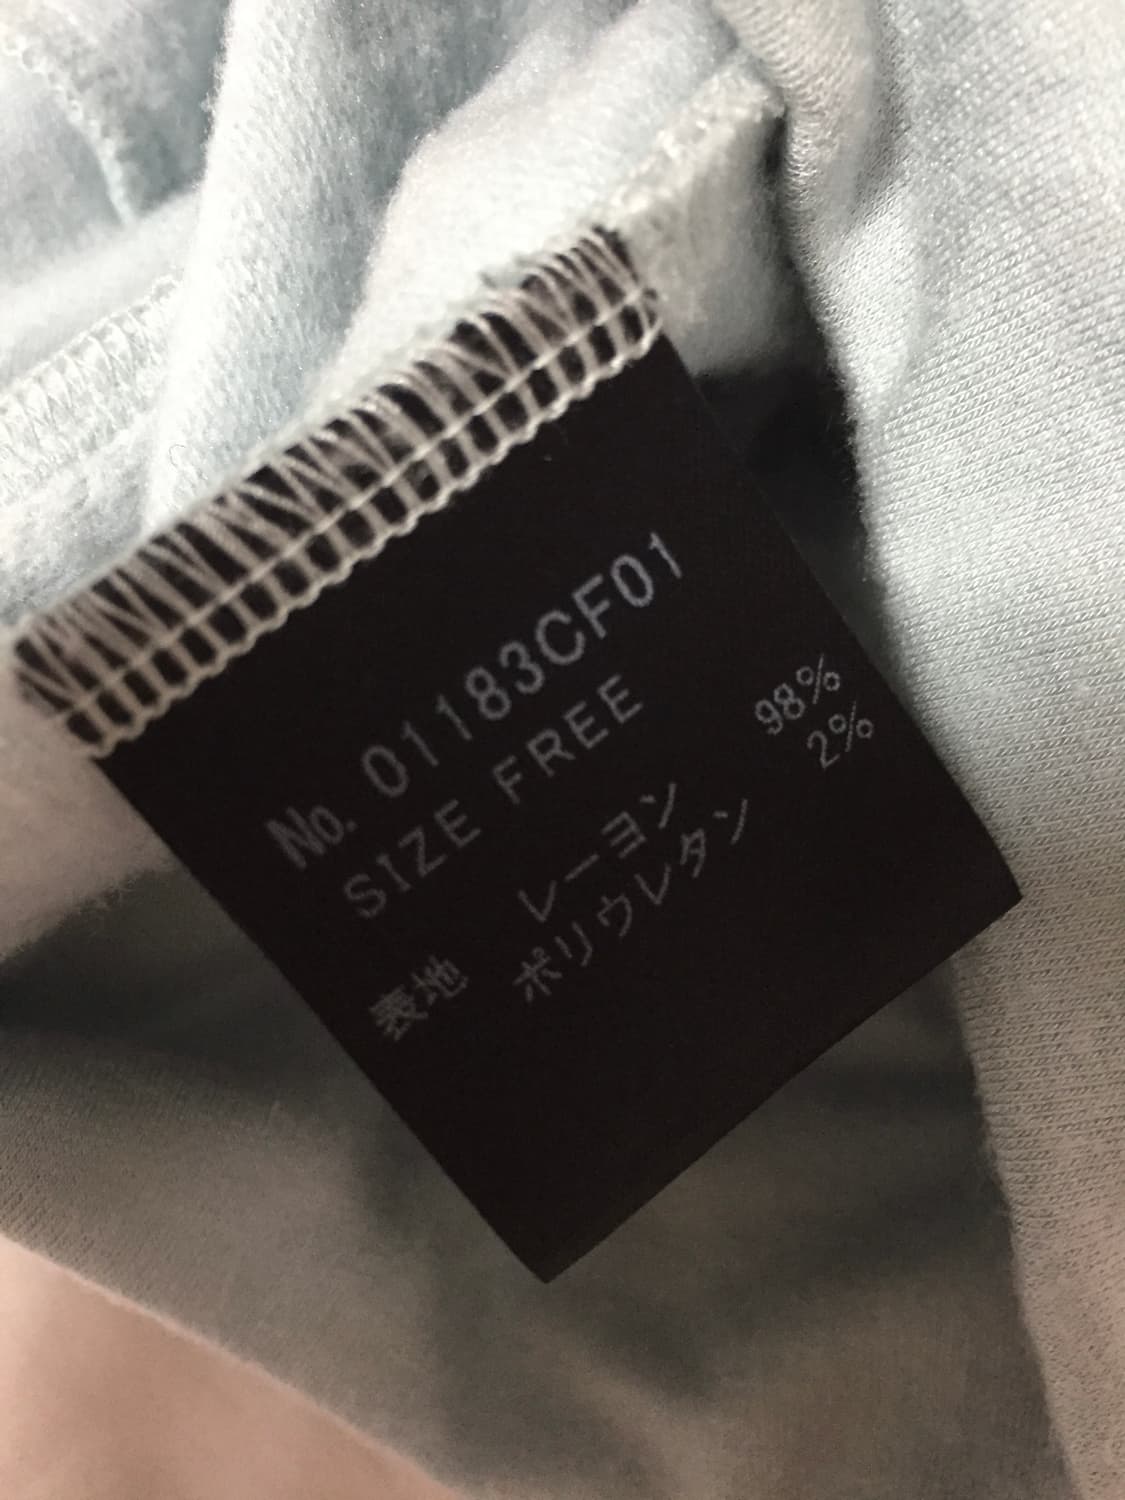 No. 01183CF01
SIZE FREE
表地 レーヨン 98%
ポリウレタン 2%